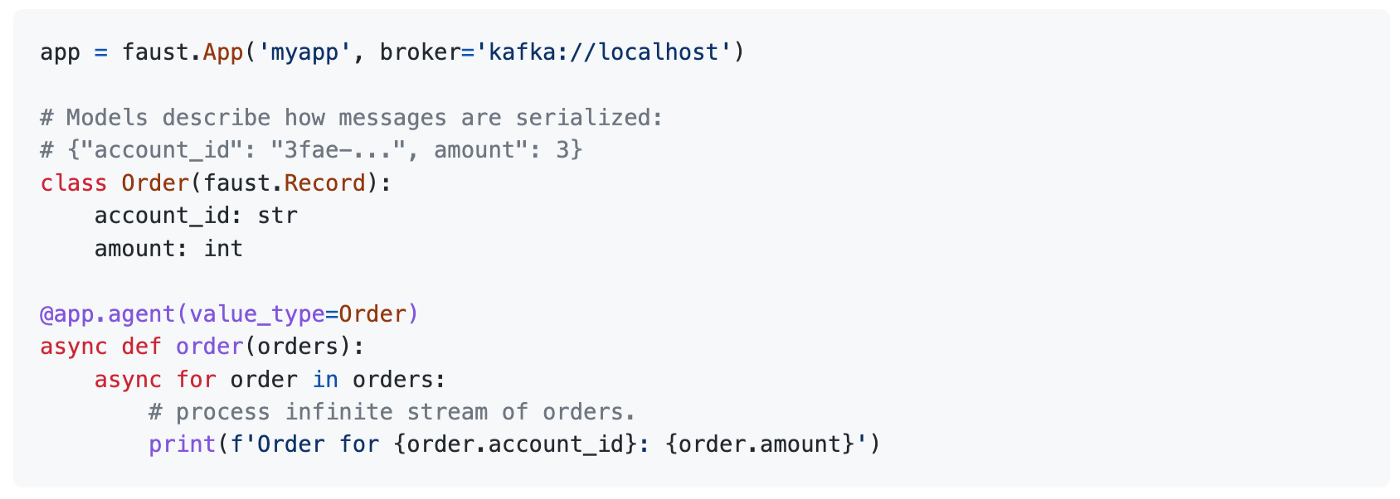 app = faust.App('myapp', broker='kafka://localhost')
# Models describe how messages are serialized:
# {"account_id": "3fae-...", amount": 3}
class Order(faust.Record):
    account_id: str
    amount: int
@app.agent(value_type=Order)
async def order(orders):
    async for order in orders:
        # process infinite stream of orders.
        print(f'Order for {order.account_id}: {order.amount}')